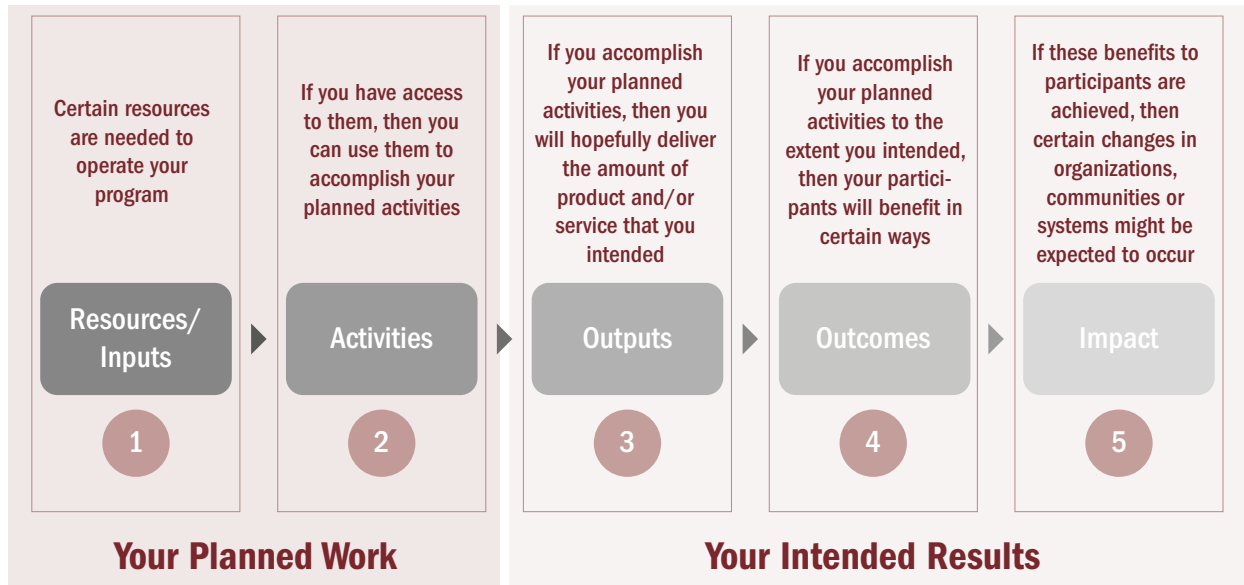 Certain resources
are needed to
operate your
program
If you have access
to them, then you
can use them to
accomplish your
planned activities
If you accomplish
your planned
activities, then you
will hopefully deliver
the amount of
product and/or
service that you
intended
If you accomplish
your planned
activities to the
extent you intended,
then your partici-
pants will benefit in
certain ways
If these benefits to
participants are
achieved, then
certain changes in
organizations,
communities or
systems might be
expected to occur
Resources/
Inputs
Activities
Outputs
Outcomes
Impact
1
2
3
4
5
Your Planned Work
Your Intended Results